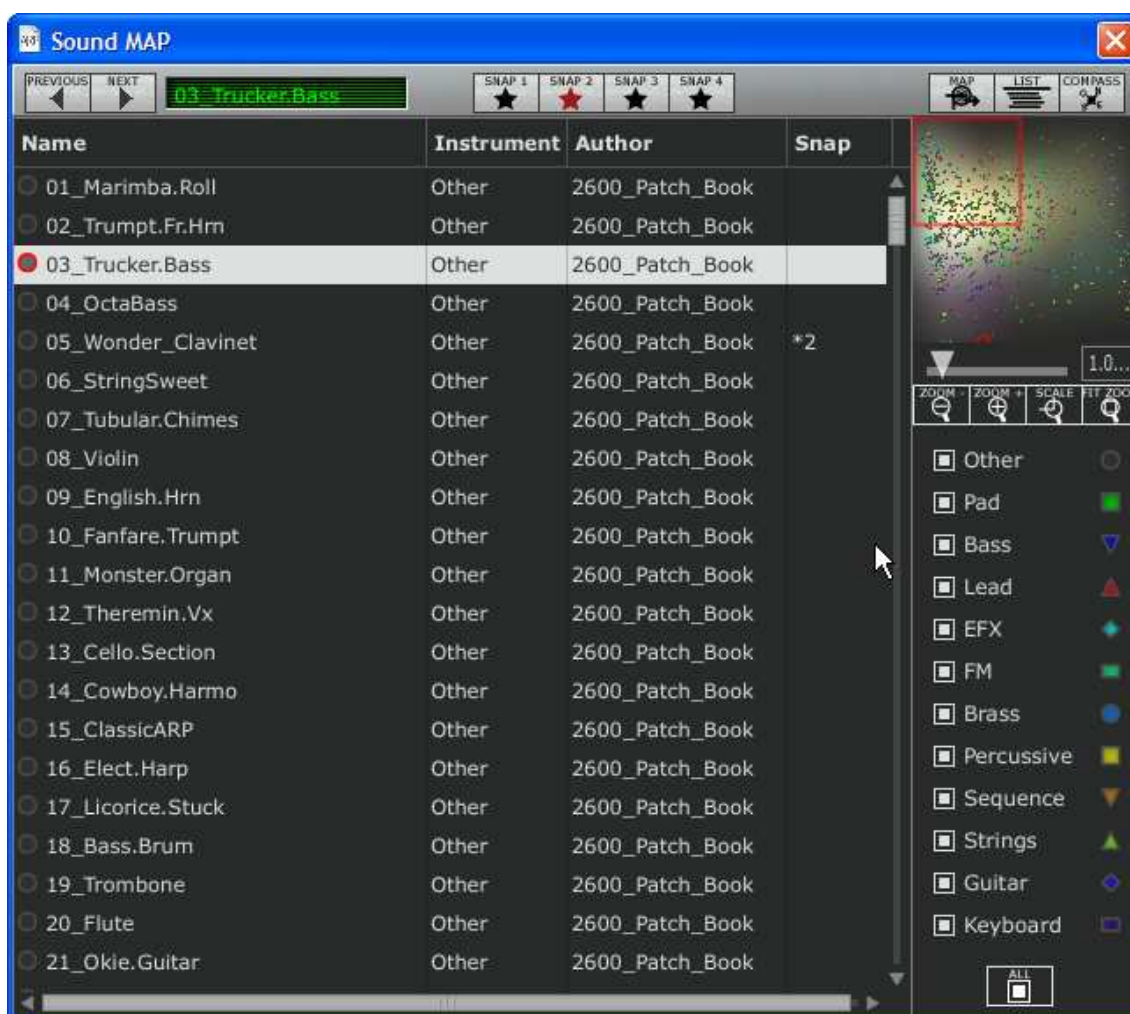 Sound MAP
PREVIOUS NEXT 03_Trucker.Bass SNAP 1 SNAP 2 SNAP 3 SNAP 4 MAP LIST COMPASS
Name Instrument Author Snap
01_Marimba.Roll Other 2600_Patch_Book
02_Trumpt.Fr.Hrn Other 2600_Patch_Book
03_Trucker.Bass Other 2600_Patch_Book
04_OctaBass Other 2600_Patch_Book
05_Wonder_Clavinet Other 2600_Patch_Book *2
06_StringSweet Other 2600_Patch_Book
07_Tubular.Chimes Other 2600_Patch_Book
08_Violin Other 2600_Patch_Book
09_English.Hrn Other 2600_Patch_Book
10_Fanfare.Trumpt Other 2600_Patch_Book
11_Monster.Organ Other 2600_Patch_Book
12_Theremin.Vx Other 2600_Patch_Book
13_Cello.Section Other 2600_Patch_Book
14_Cowboy.Harmo Other 2600_Patch_Book
15_ClassicARP Other 2600_Patch_Book
16_Elect.Harp Other 2600_Patch_Book
17_Licorice.Stuck Other 2600_Patch_Book
18_Bass.Brum Other 2600_Patch_Book
19_Trombone Other 2600_Patch_Book
20_Flute Other 2600_Patch_Book
21_Okie.Guitar Other 2600_Patch_Book
1.0...
ZOOM - ZOOM + SCALE FIT ZOO
Other
Pad
Bass
Lead
EFX
FM
Brass
Percussive
Sequence
Strings
Guitar
Keyboard
ALL